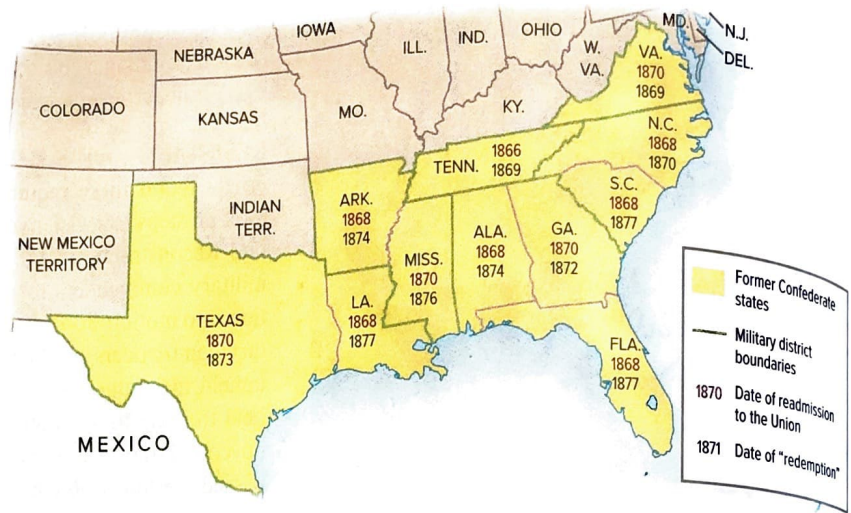 IOWA
NEBRASKA
ILL.
IND.
OHIO
W.
VA.
MD.
N.J.
DEL.
COLORADO
KANSAS
MO.
KY.
VA.
1870
1869
N.C.
1868
1870
TENN.
1866
1869
S.C.
1868
1877
NEW MEXICO
TERRITORY
INDIAN
TERR.
ARK.
1868
1874
MISS.
1870
1876
ALA.
1868
1874
GA.
1870
1872
TEXAS
1870
1873
LA.
1868
1877
FLA.
1868
1877
MEXICO
Former Confederate
states
Military district
boundaries
1870 Date of readmission
to the Union
1871 Date of "redemption"